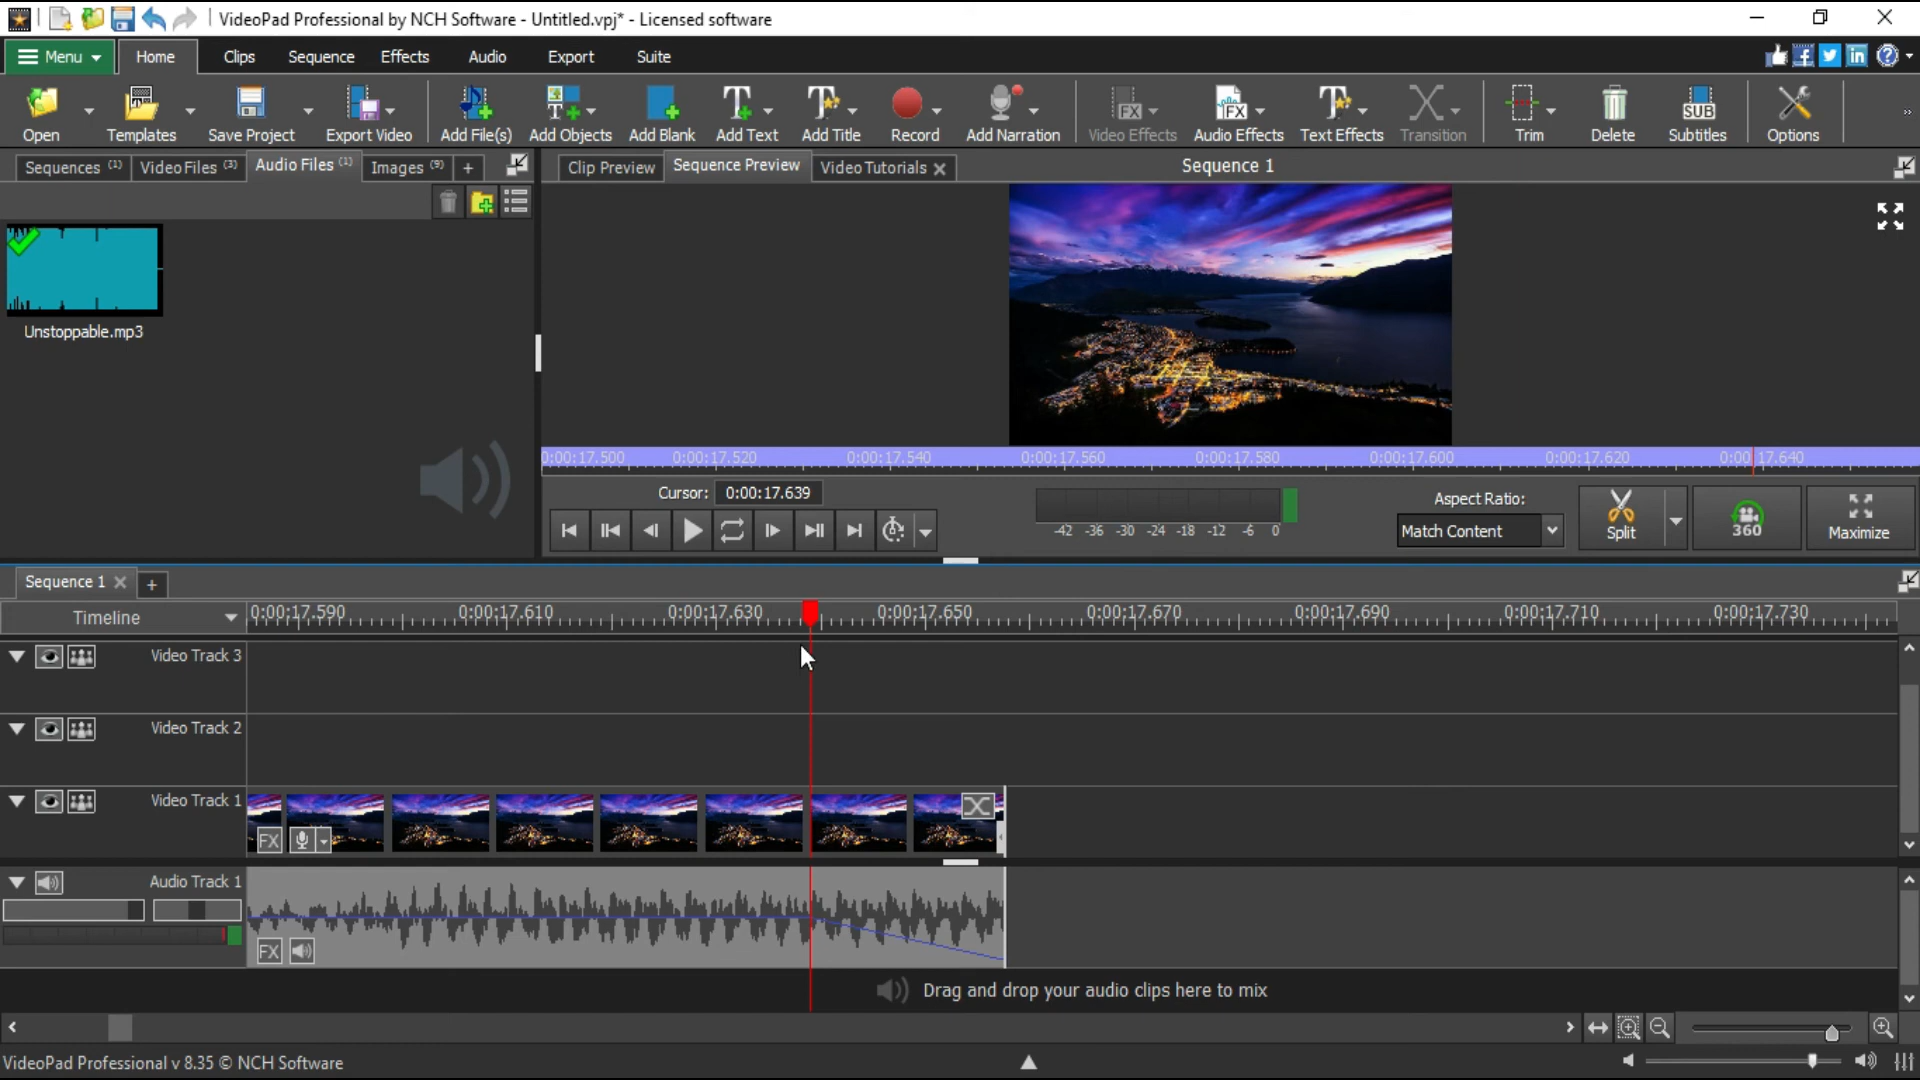 VideoPad Professional by NCH Software - Untitled.vpj* - Licensed software
Menu Home Clips Sequence Effects Audio Export Suite
Open Templates Save Project Export Video Add File(s) Add Objects Add Blank Add Text Add Title Record Add Narration Video Effects Audio Effects Text Effects Transition Trim Delete Subtitles Options
Sequences (1) Video Files (3) Audio Files (1) Images (9) +
Clip Preview Sequence Preview Video Tutorials Sequence 1
Unstoppable.mp3
0:00:17.500 0:00:17.520 0:00:17.540 0:00:17.560 0:00:17.580 0:00:17.600 0:00:17.620 0:00:17.640
Cursor: 0:00:17.639
-42 -36 -30 -24 -18 -12 -6 0
Aspect Ratio:
Match Content
Split
360
Maximize
Sequence 1 +
Timeline
0:00:17.590 0:00:17.610 0:00:17.630 0:00:17.650 0:00:17.670 0:00:17.690 0:00:17.710 0:00:17.730
Video Track 3
Video Track 2
Video Track 1
FX
Audio Track 1
FX
Drag and drop your audio clips here to mix
VideoPad Professional v 8.35 © NCH Software